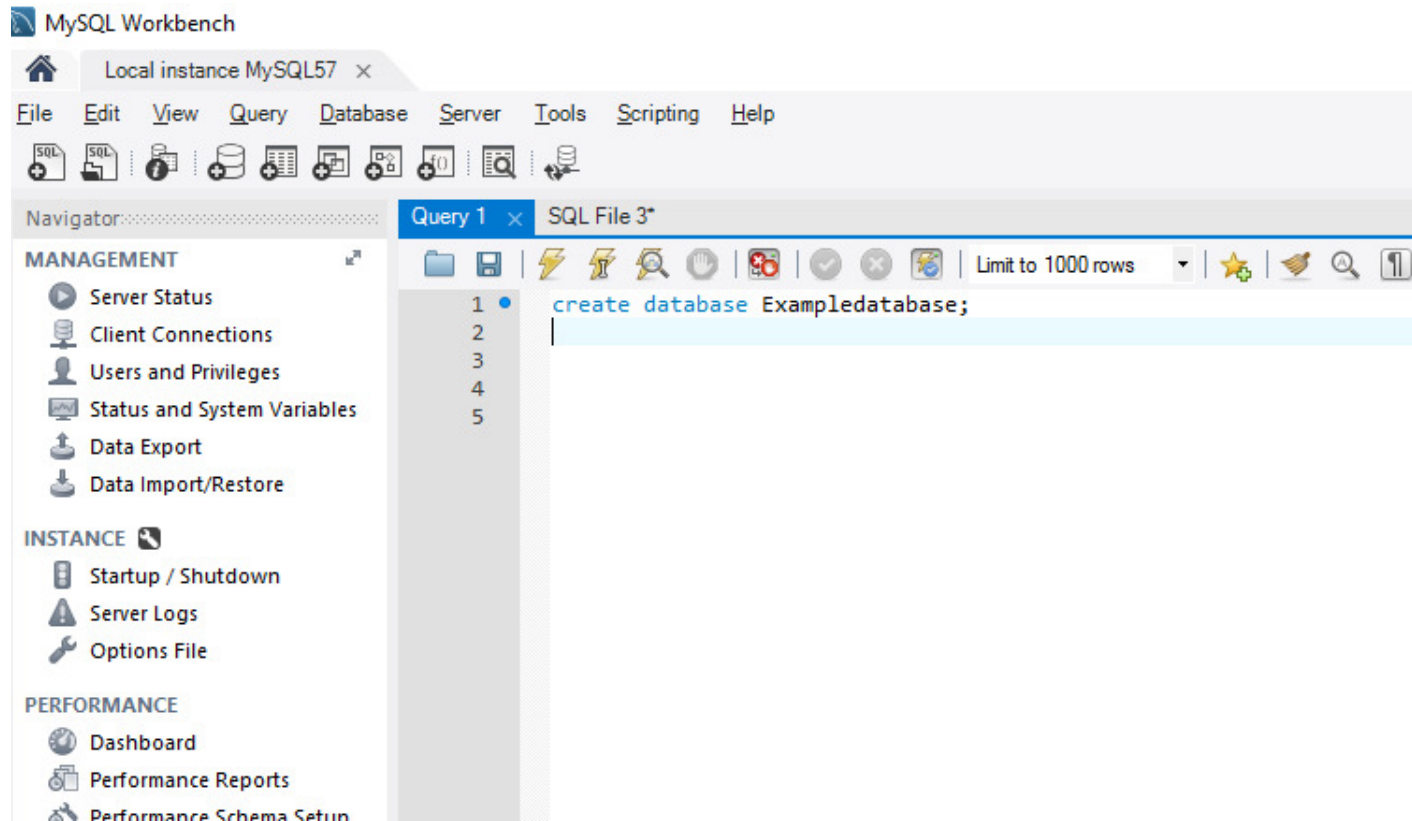 MySQL Workbench
Local instance MySQL57
File Edit View Query Database Server Tools Scripting Help
SQL SQL
Navigator
Query 1 SQL File 3*
MANAGEMENT
Limit to 1000 rows
Server Status
Client Connections
Users and Privileges
Status and System Variables
Data Export
Data Import/Restore
INSTANCE
Startup / Shutdown
Server Logs
Options File
PERFORMANCE
Dashboard
Performance Reports
Performance Schema Setup
1 create database Exampledatabase;
2
3
4
5